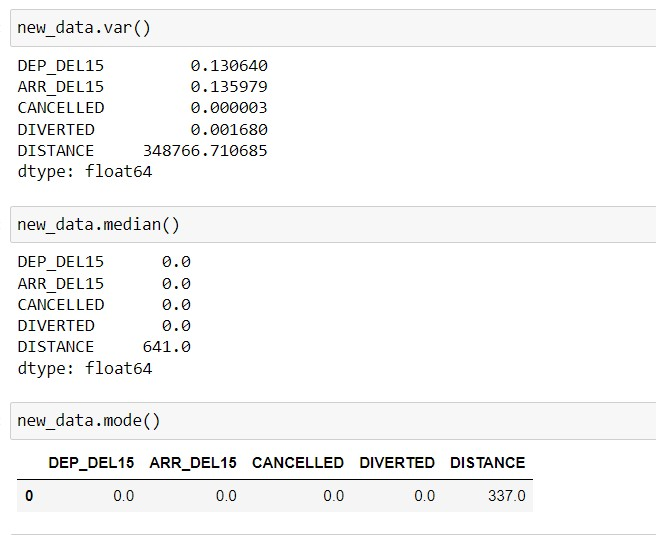 new_data.var()
DEP_DEL15 0.130640
ARR_DEL15 0.135979
CANCELLED 0.000003
DIVERTED 0.001680
DISTANCE 348766.710685
dtype: float64
new_data.median()
DEP_DEL15 0.0
ARR_DEL15 0.0
CANCELLED 0.0
DIVERTED 0.0
DISTANCE 641.0
dtype: float64
new_data.mode()
DEP_DEL15 ARR_DEL15 CANCELLED DIVERTED DISTANCE
0 0.0 0.0 0.0 0.0 337.0